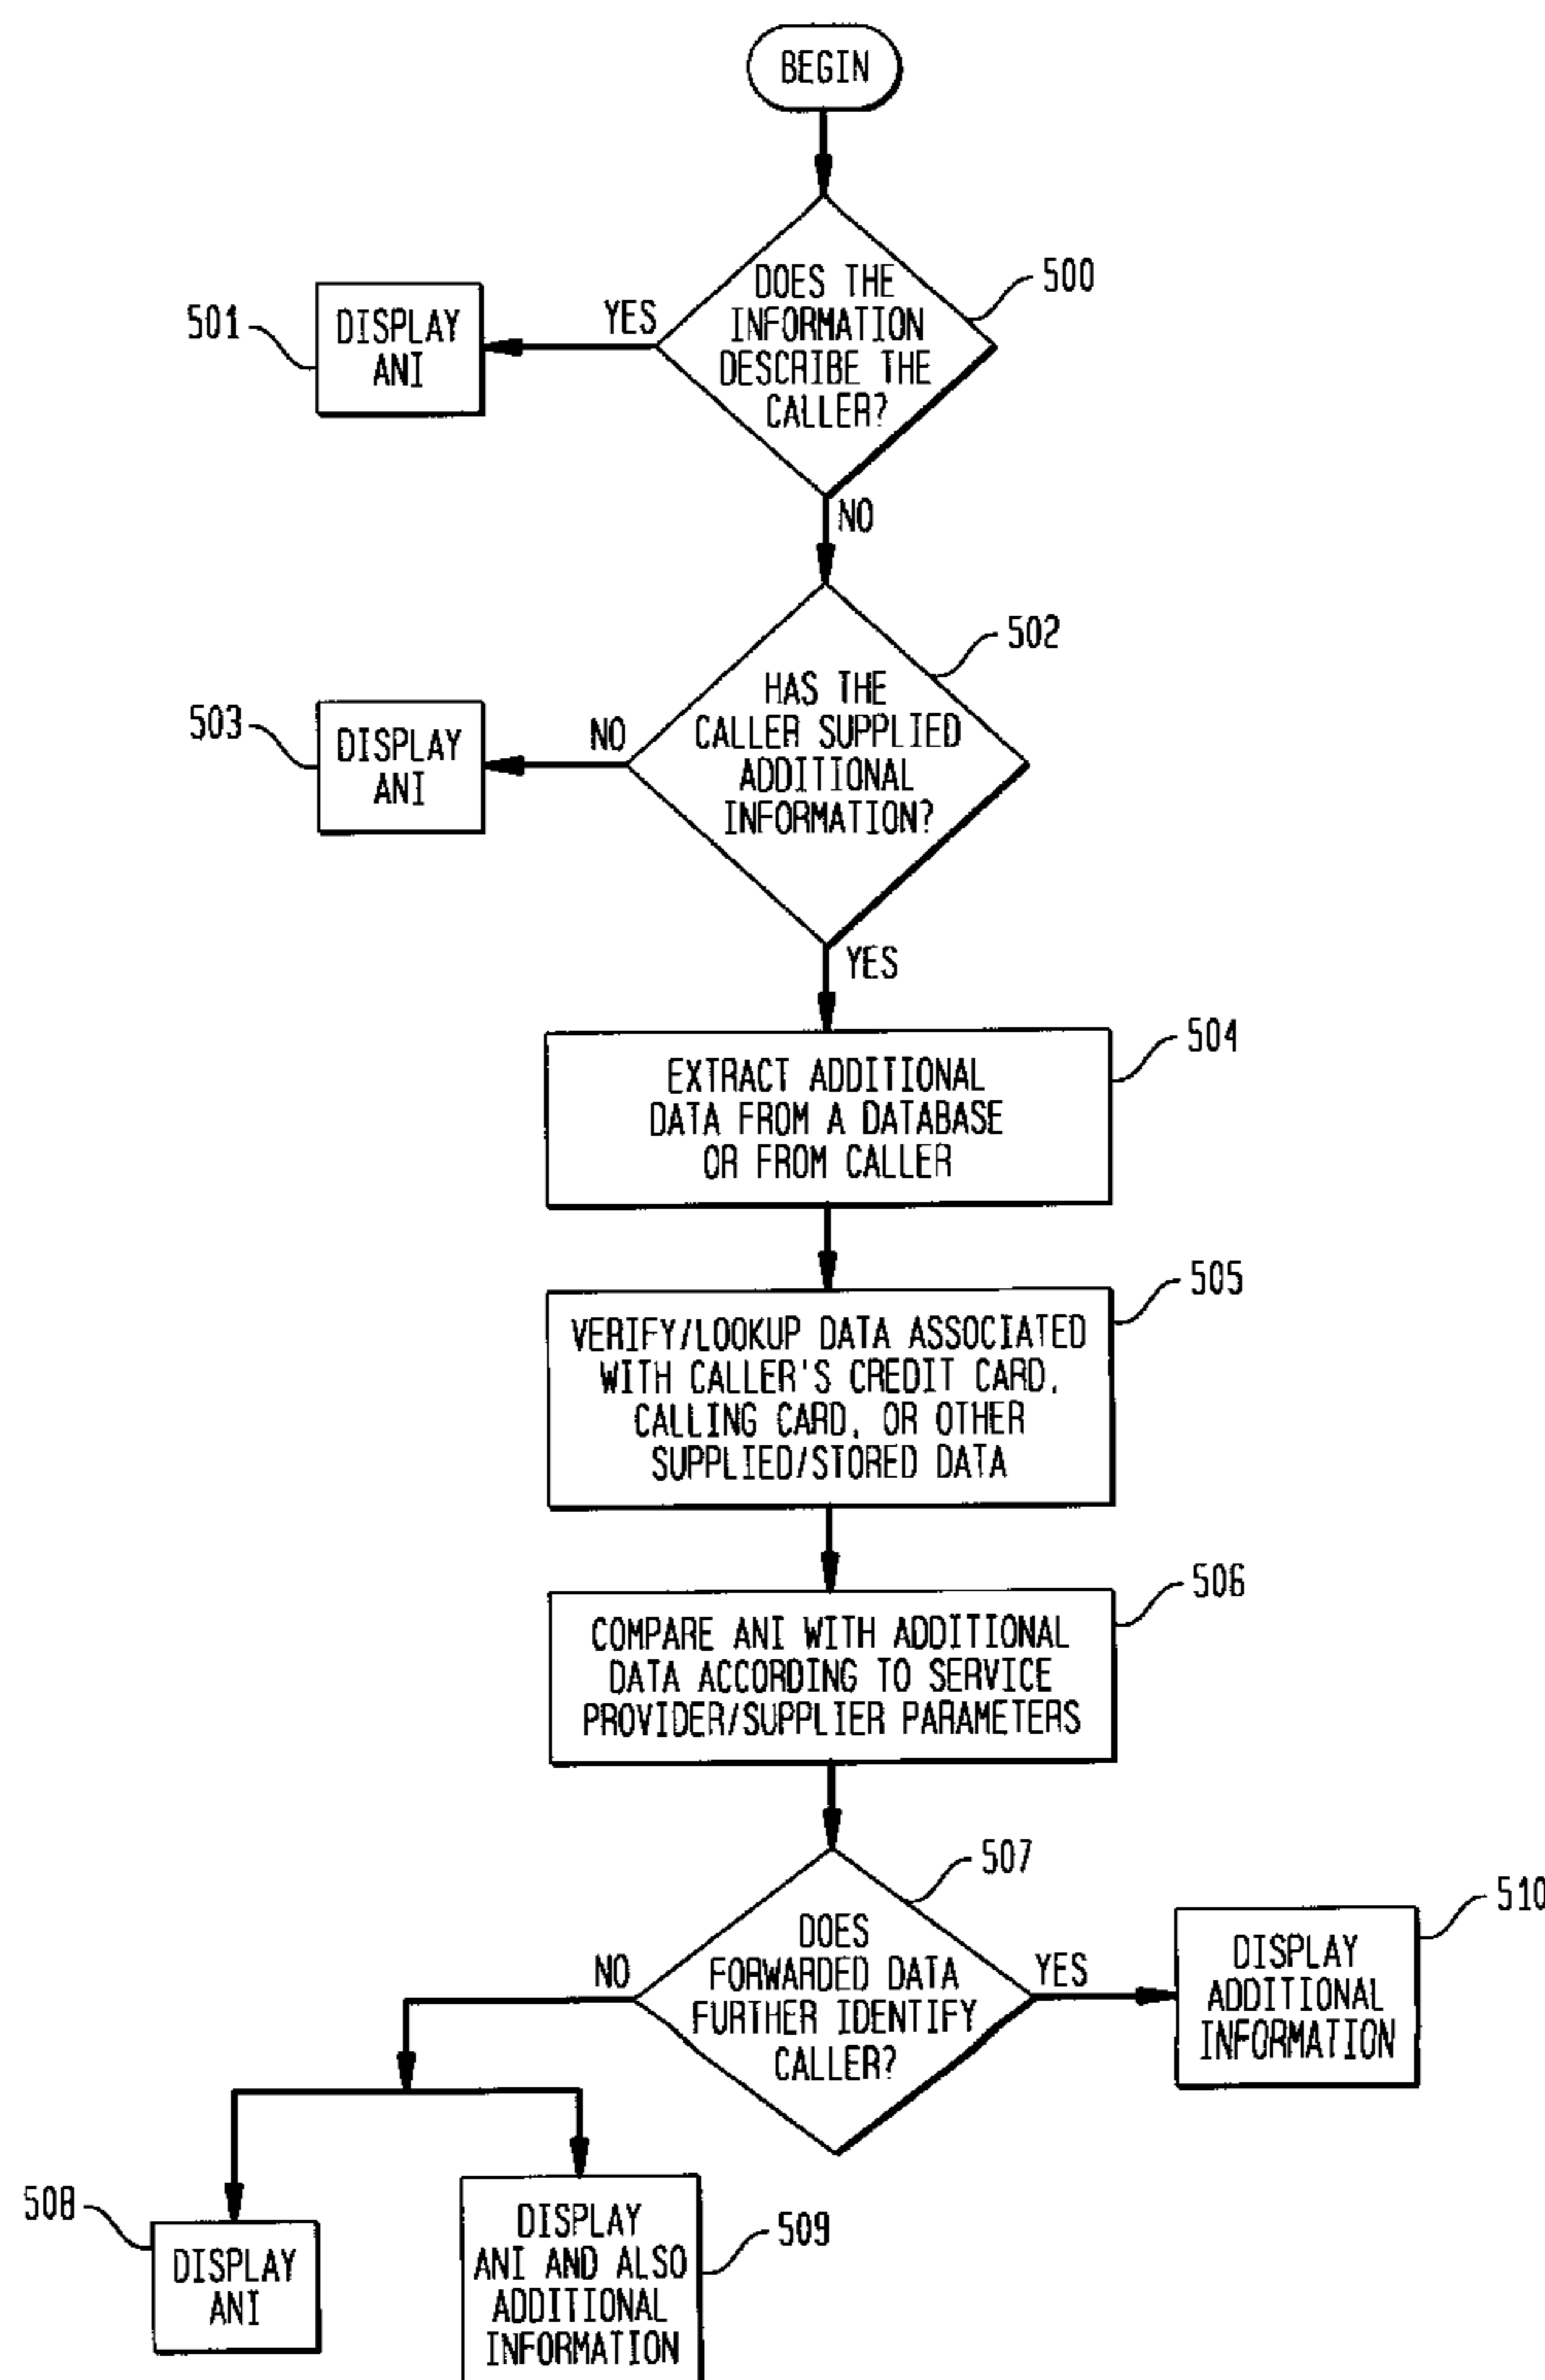 BEGIN
500
DOES THE
INFORMATION
DESCRIBE THE
CALLER?
YES
501
DISPLAY
ANI
NO
502
HAS THE
CALLER SUPPLIED
ADDITIONAL
INFORMATION?
NO
503
DISPLAY
ANI
YES
504
EXTRACT ADDITIONAL
DATA FROM A DATABASE
OR FROM CALLER
505
VERIFY/LOOKUP DATA ASSOCIATED
WITH CALLER'S CREDIT CARD,
CALLING CARD, OR OTHER
SUPPLIED/STORED DATA
506
COMPARE ANI WITH ADDITIONAL
DATA ACCORDING TO SERVICE
PROVIDER/SUPPLIER PARAMETERS
507
DOES
FORWARDED DATA
FURTHER IDENTIFY
CALLER?
NO
YES
510
DISPLAY
ADDITIONAL
INFORMATION
508
DISPLAY
ANI
509
DISPLAY
ANI AND ALSO
ADDITIONAL
INFORMATION